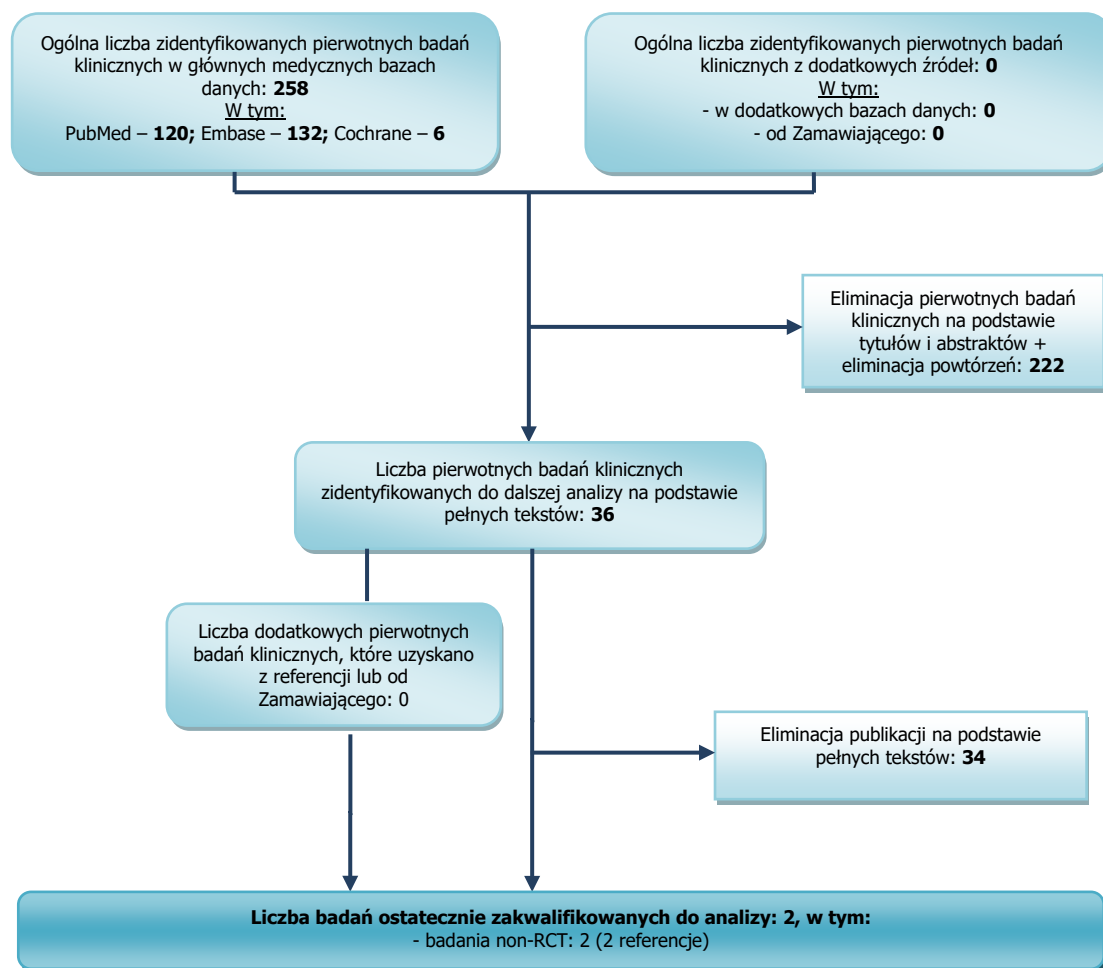 Ogólna liczba zidentyfikowanych pierwotnych badań
klinicznych w głównych medycznych bazach
danych: 258
W tym:
PubMed – 120; Embase – 132; Cochrane – 6
Ogólna liczba zidentyfikowanych pierwotnych badań
klinicznych z dodatkowych źródeł: 0
W tym:
- w dodatkowych bazach danych: 0
- od Zamawiającego: 0
Eliminacja pierwotnych badań
klinicznych na podstawie
tytułów i abstraktów +
eliminacja powtórzeń: 222
Liczba pierwotnych badań klinicznych
zidentyfikowanych do dalszej analizy na podstawie
pełnych tekstów: 36
Liczba dodatkowych pierwotnych
badań klinicznych, które uzyskano
z referencji lub od
Zamawiającego: 0
Eliminacja publikacji na podstawie
pełnych tekstów: 34
Liczba badań ostatecznie zakwalifikowanych do analizy: 2, w tym:
- badania non-RCT: 2 (2 referencje)